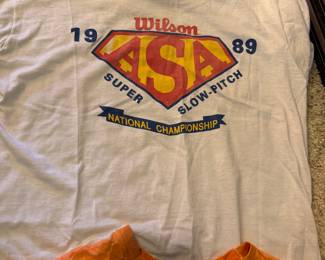 Wilson
19 89
ASA
SUPER SLOW-PITCH
NATIONAL CHAMPIONSHIP